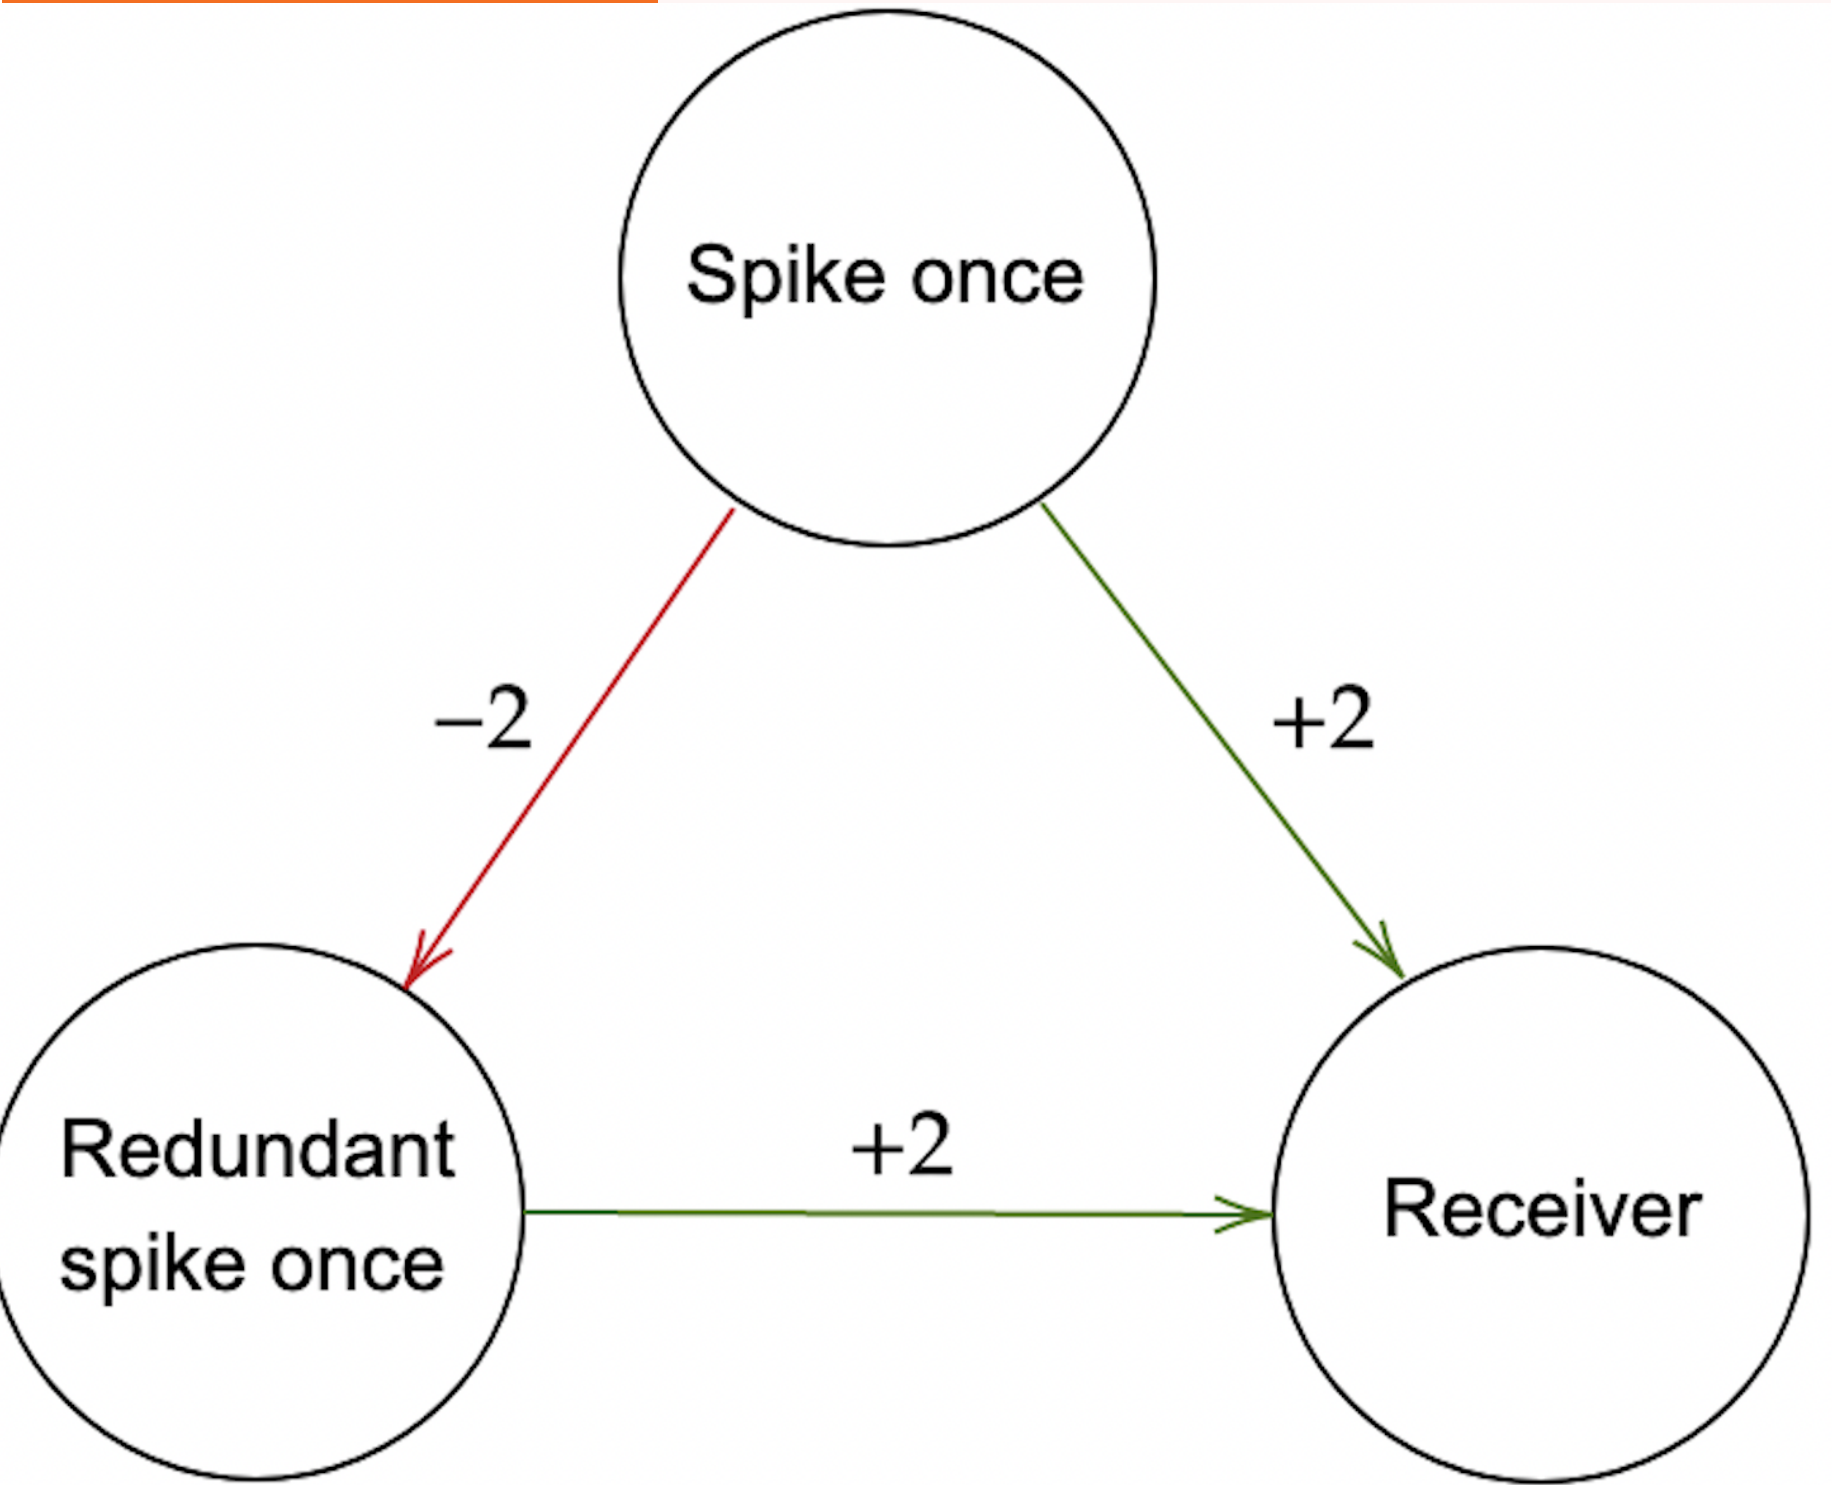 Spike once
−2
+2
+2
Redundant
spike once
Receiver